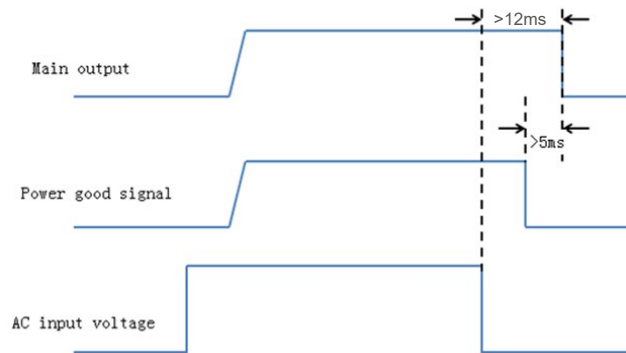 >12ms
Main output
>5ms
Power good signal
AC input voltage